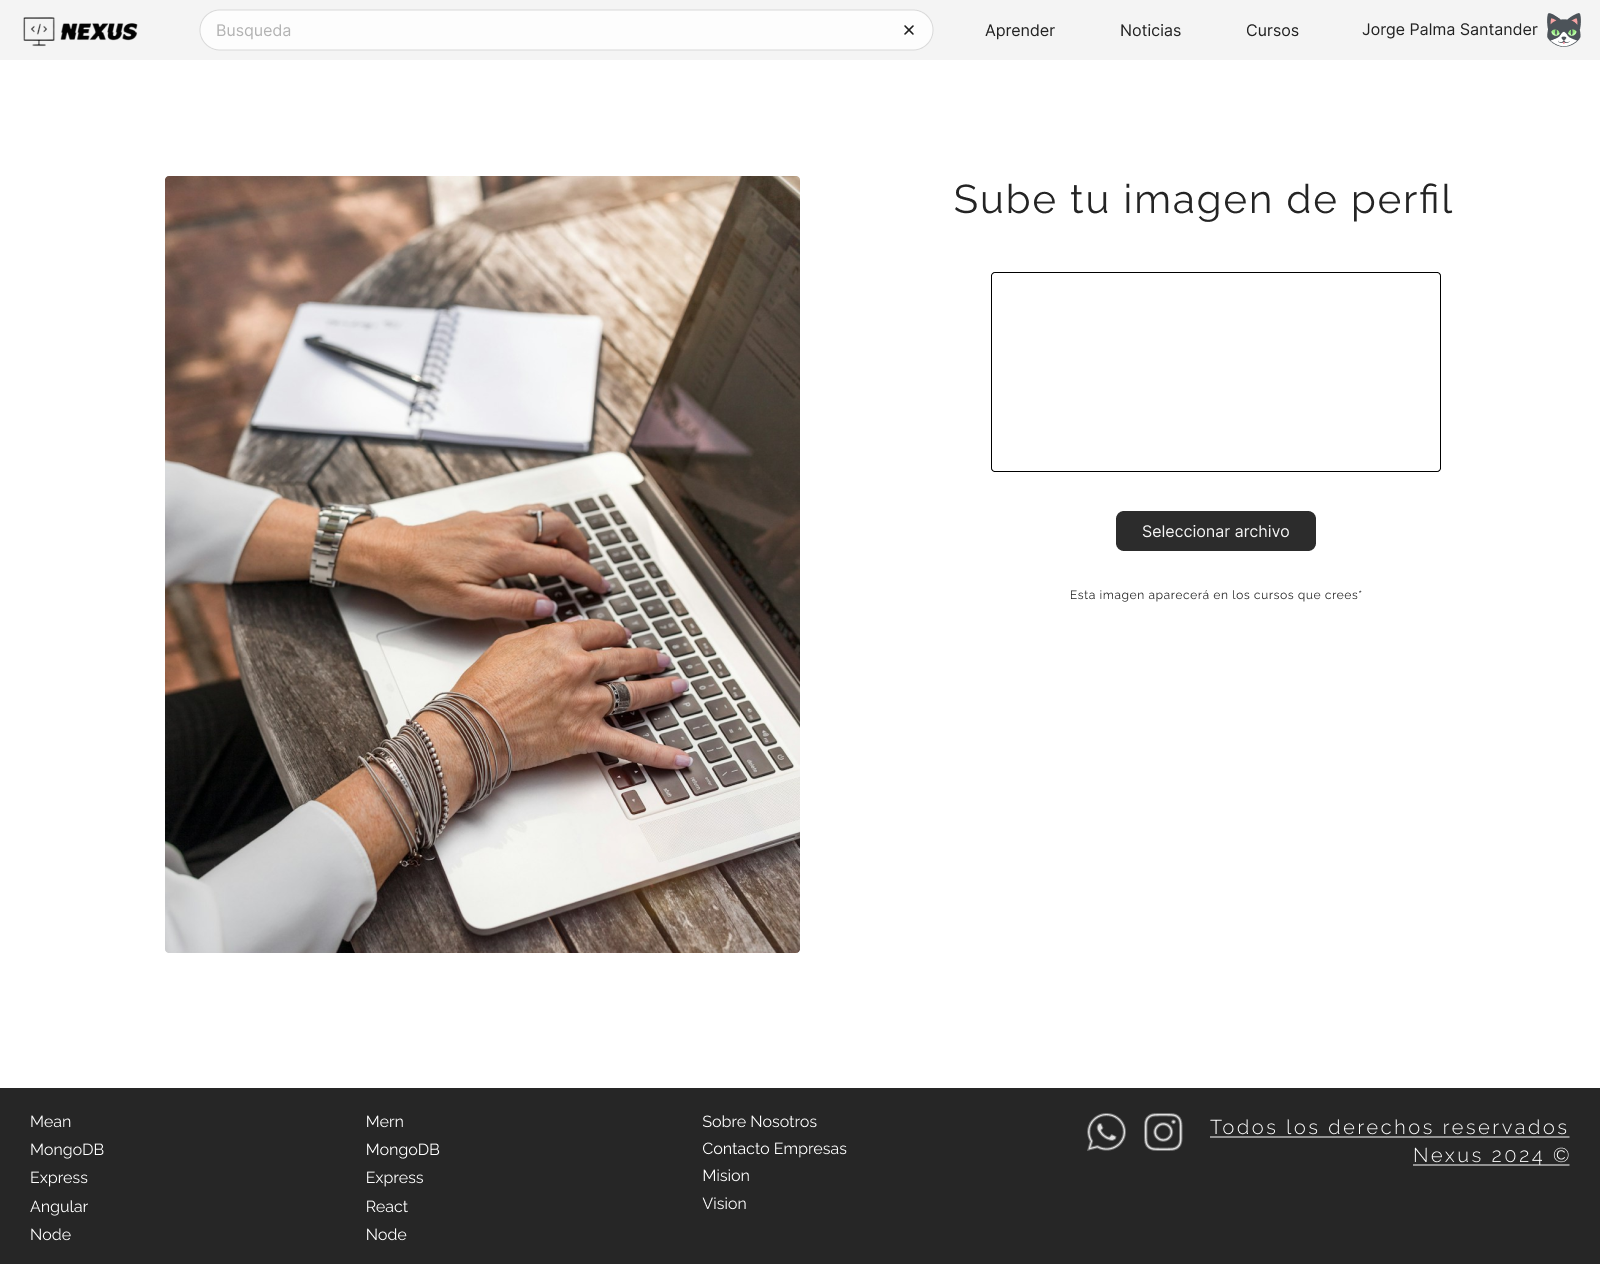 </> NEXUS
Busqueda
Aprender
Noticias
Cursos
Jorge Palma Santander
Sube tu imagen de perfil
Seleccionar archivo
Esta imagen aparecerá en los cursos que crees*
Mean
MongoDB
Express
Angular
Node
Mern
MongoDB
Express
React
Node
Sobre Nosotros
Contacto Empresas
Mision
Vision
Todos los derechos reservados
Nexus 2024 ©